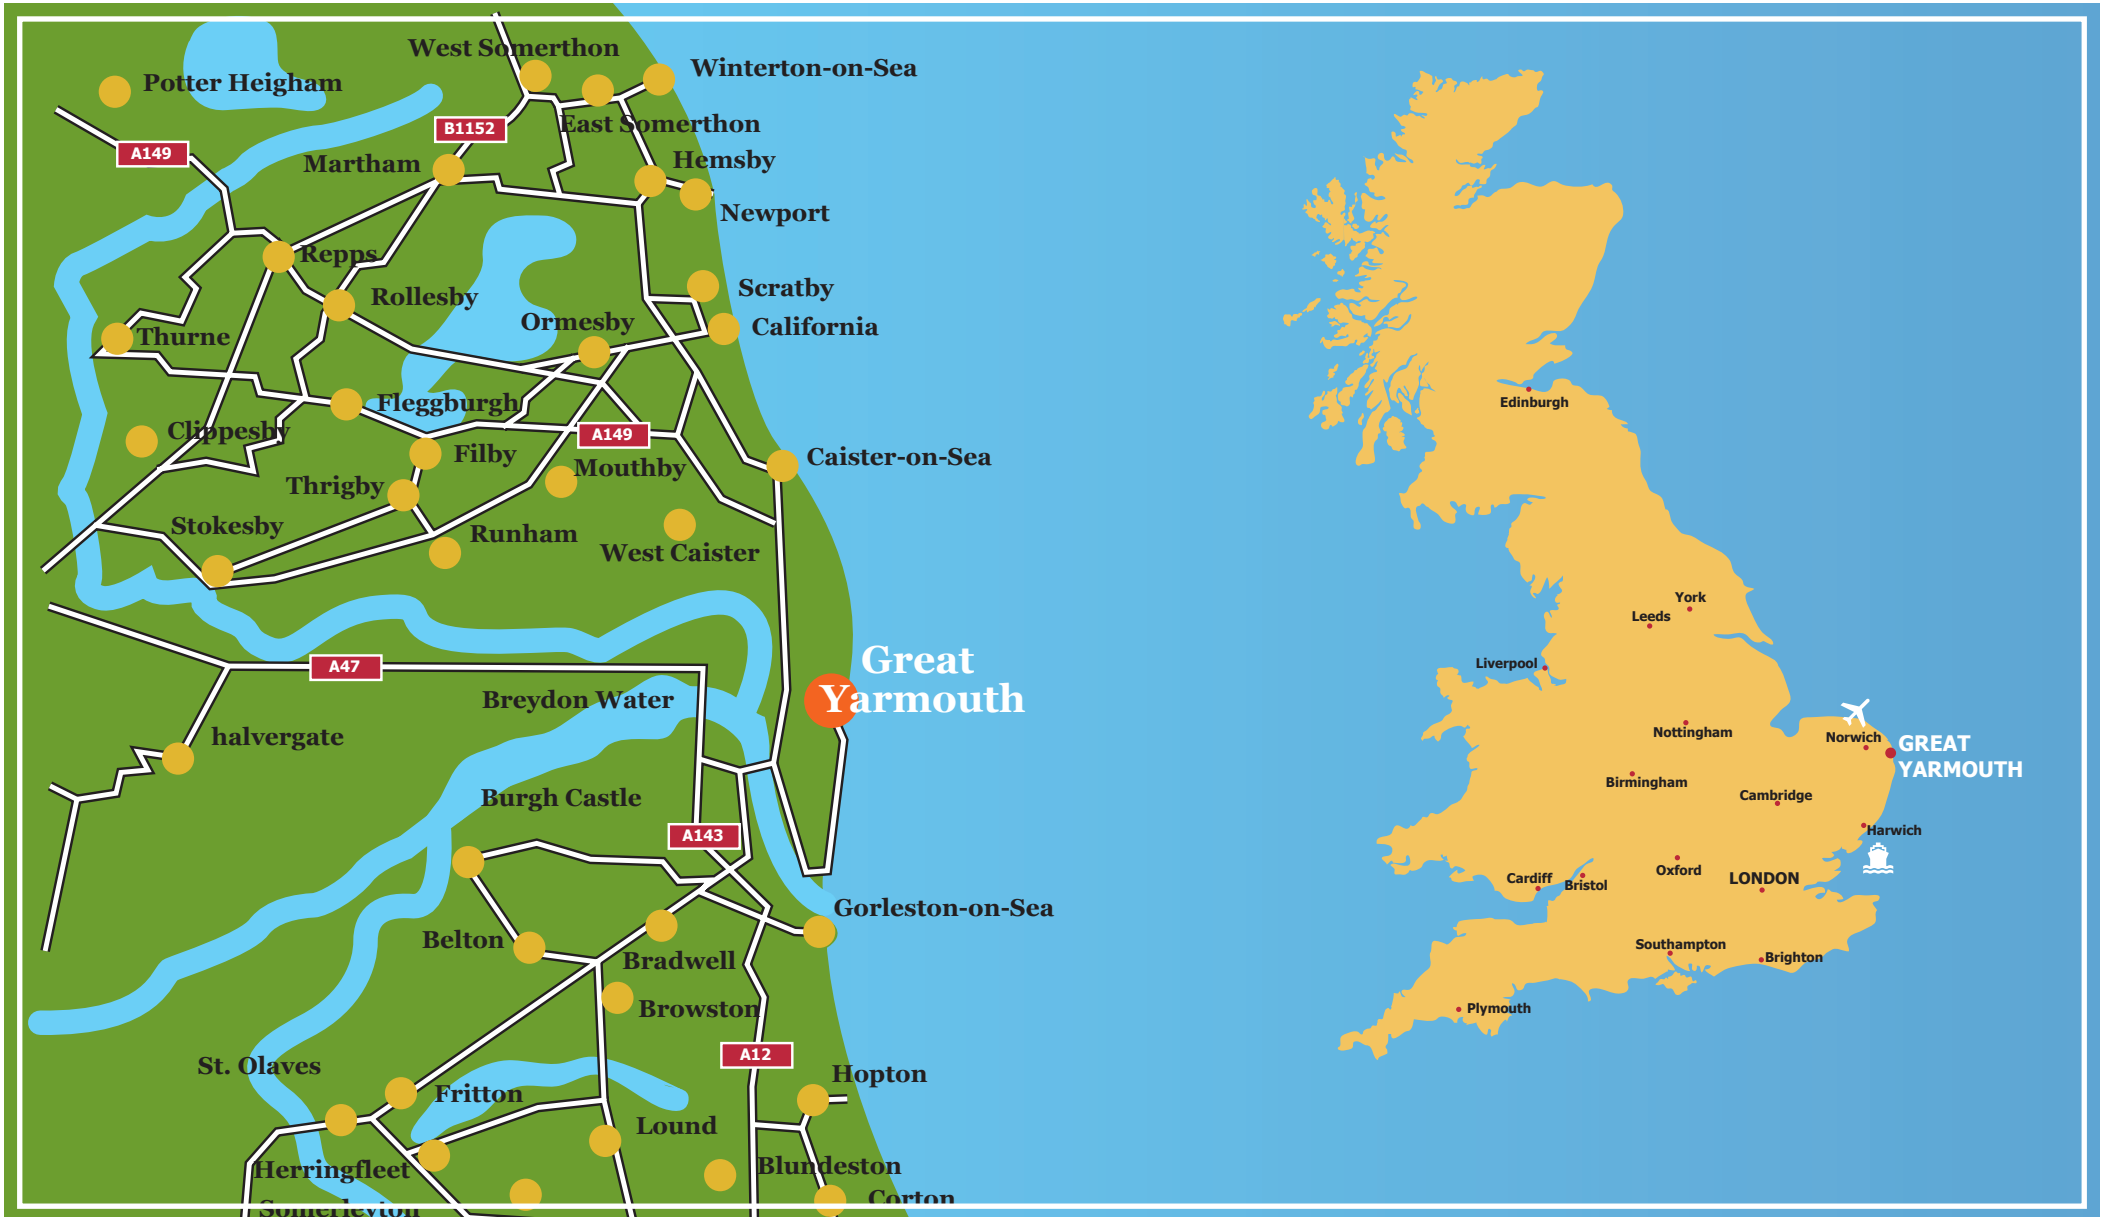 West Somerthon
Winterton-on-Sea
Potter Heigham
B1152
East Somerthon
A149
Martham
Hemsby
Newport
Repps
Rollesby
Scratby
Ormesby
California
Thurne
Fleggburgh
Clippesby
A149
Filby
Mouthby
Caister-on-Sea
Thrigby
Stokesby
Runham
West Caister
A47
Great
Yarmouth
Breydon Water
halvergate
Burgh Castle
A143
Gorleston-on-Sea
Belton
Bradwell
Browston
A12
St. Olaves
Hopton
Fritton
Lound
Herringfleet
Blundeston
Corton
Somerleyton
Edinburgh
York
Leeds
Liverpool
Nottingham
Norwich
GREAT
YARMOUTH
Birmingham
Cambridge
Harwich
Oxford
Cardiff
Bristol
LONDON
Southampton
Brighton
Plymouth